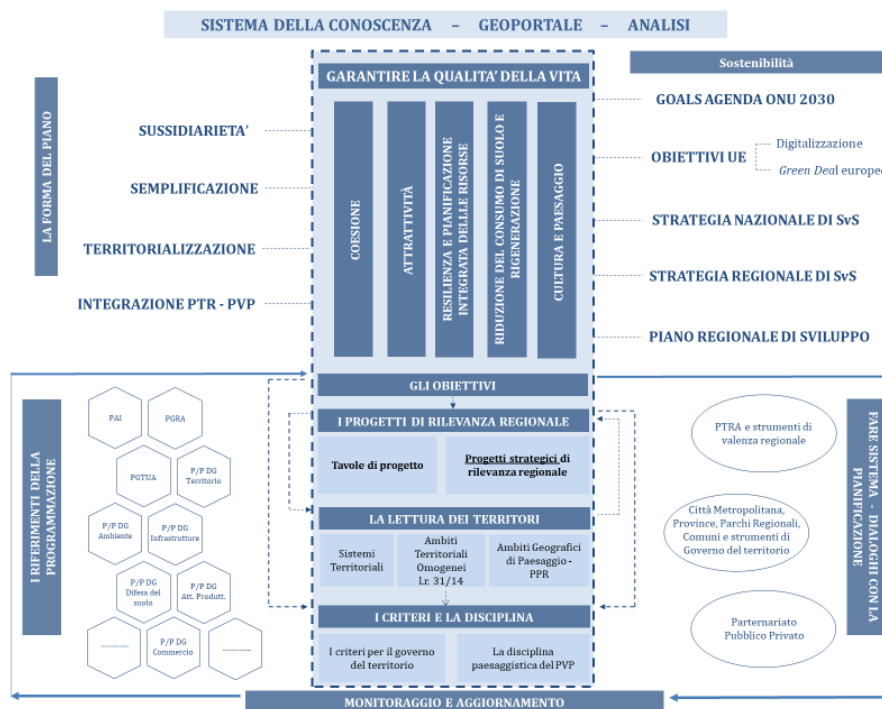 SISTEMA DELLA CONOSCENZA – GEOPORTALE – ANALISI
LA FORMA DEL PIANO
SUSSIDIARIETA'
SEMPLIFICAZIONE
TERRITORIALIZZAZIONE
INTEGRAZIONE PTR - PVP
GARANTIRE LA QUALITA' DELLA VITA
COESIONE
ATTRATTIVITÀ
RESILIENZA E PIANIFICAZIONE
INTEGRATA DELLLE RISORSE
RIDUZIONE DEL CONSUMO DI SUOLO E
RIGENERAZIONE
CULTURA E PAESAGGIO
Sostenibilità
GOALS AGENDA ONU 2030
OBIETTIVI UE
Digitalizzazione
Green Deal europeo
STRATEGIA NAZIONALE DI SvS
STRATEGIA REGIONALE DI SvS
PIANO REGIONALE DI SVILUPPO
GLI OBIETTIVI
I PROGETTI DI RILEVANZA REGIONALE
Tavole di progetto
Progetti strategici di
rilevanza regionale
LA LETTURA DEI TERRITORI
Sistemi
Territoriali
Ambiti
Territoriali
Omogenei
Lr. 31/14
Ambiti Geografici
di Paesaggio -
PPR
I CRITERI E LA DISCIPLINA
I criteri per il governo
del territorio
La disciplina
paesaggistica del PVP
I RIFERIMENTI DELLA
PROGRAMMAZIONE
PAI
PGRA
PGTUA
P/P DG
Territorio
P/P DG
Ambiente
P/P DG
Infrastrutture
P/P DG
Difesa del
suolo
P/P DG
Att. Produtt.
P/P DG
Commercio
PTRA e strumenti di
valenza regionale
Città Metropolitana,
Province, Parchi Regionali,
Comuni e strumenti di
Governo del territorio
Parternariato
Pubblico Privato
FARE SISTEMA - DIALOGHI CON LA
PIANIFICAZIONE
MONITORAGGIO E AGGIORNAMENTO